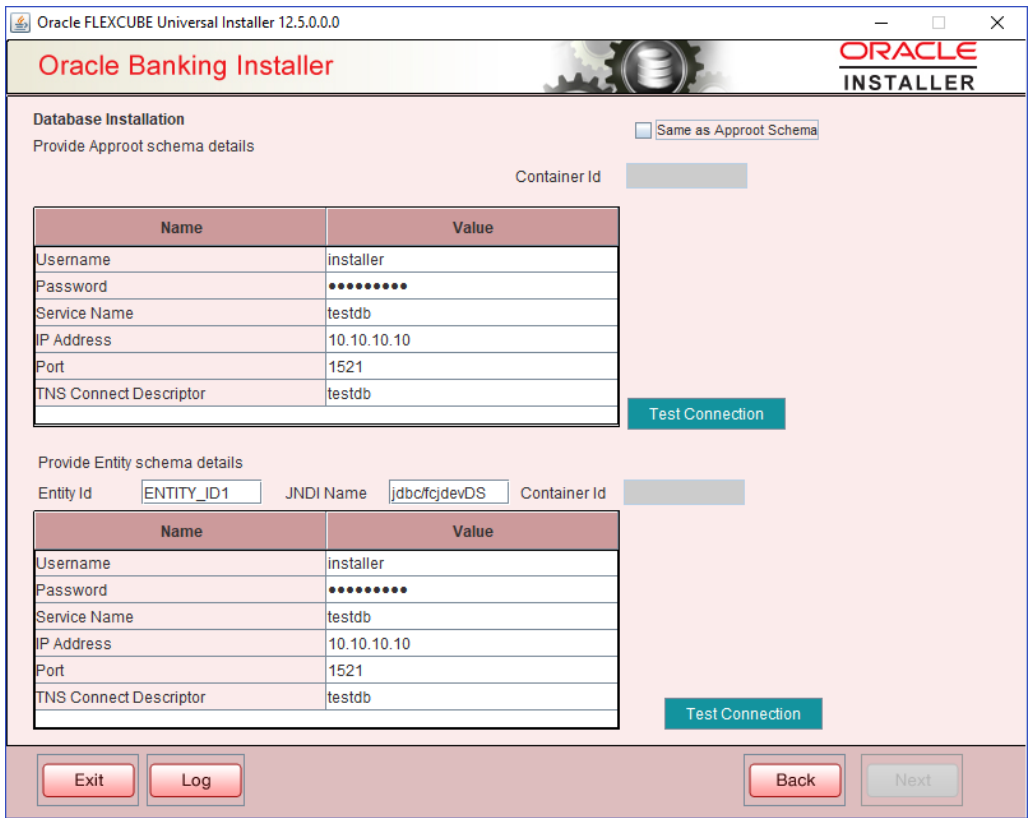 Oracle FLEXCUBE Universal Installer 12.5.0.0.0
Oracle Banking Installer
ORACLE
INSTALLER
Database Installation
Same as Approot Schema
Provide Approot schema details
Container Id
Name Value
Username installer
Password •••••••••
Service Name testdb
IP Address 10.10.10.10
Port 1521
TNS Connect Descriptor testdb
Test Connection
Provide Entity schema details
Entity Id ENTITY_ID1 JNDI Name jdbc/fcjdevDS Container Id
Name Value
Username installer
Password •••••••••
Service Name testdb
IP Address 10.10.10.10
Port 1521
TNS Connect Descriptor testdb
Test Connection
Exit Log Back Next